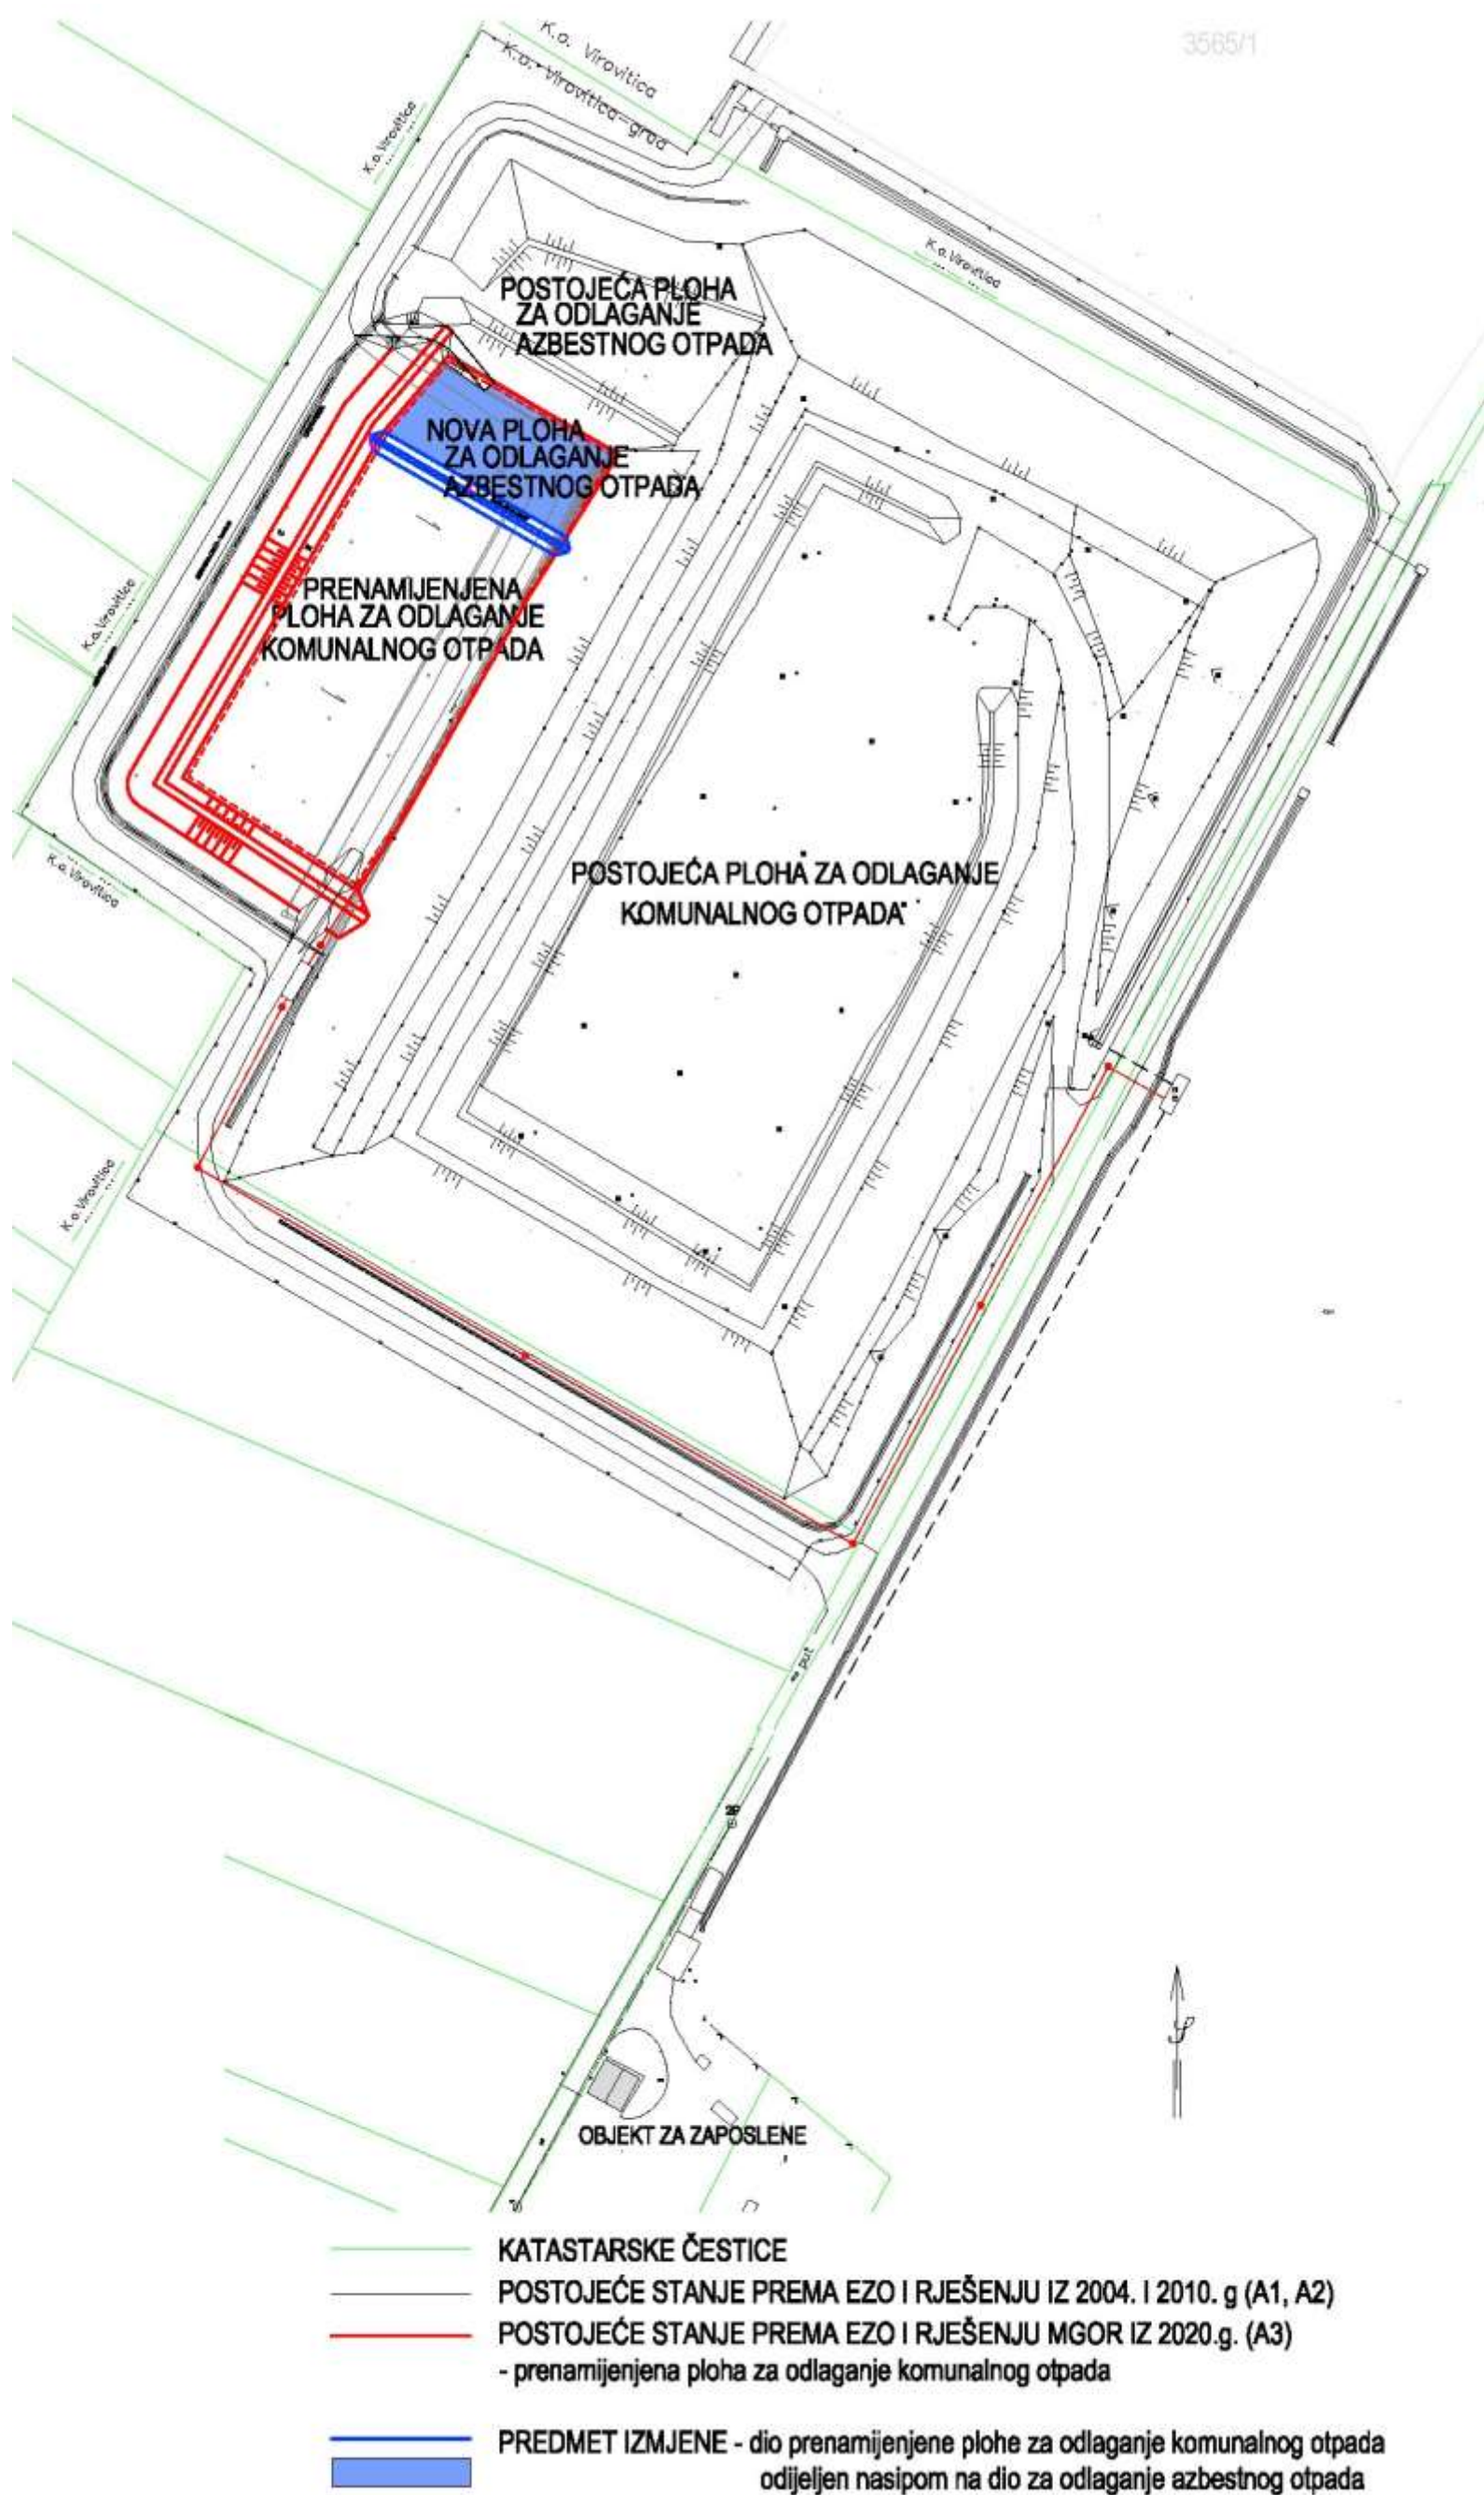 3565/1
K.o. Virovitica
K.o. Virovitica-grad
K.o. Virovitica
K.o. Virovitica
POSTOJEĆA PLOHA
ZA ODLAGANJE
AZBESTNOG OTPADA
NOVA PLOHA
ZA ODLAGANJE
AZBESTNOG OTPADA
PRENAMIJENJENA
PLOHA ZA ODLAGANJE
KOMUNALNOG OTPADA
K.o. Virovitica
K.o. Virovitica
POSTOJEĆA PLOHA ZA ODLAGANJE
KOMUNALNOG OTPADA
K.o. Virovitica
put
S
OBJEKT ZA ZAPOSLENE
KATASTARSKE ČESTICE
POSTOJEĆE STANJE PREMA EZO I RJEŠENJU IZ 2004. I 2010. g (A1, A2)
POSTOJEĆE STANJE PREMA EZO I RJEŠENJU MGOR IZ 2020.g. (A3)
- prenamijenjena ploha za odlaganje komunalnog otpada
PREDMET IZMJENE - dio prenamijenjene plohe za odlaganje komunalnog otpada
odijeljen nasipom na dio za odlaganje azbestnog otpada